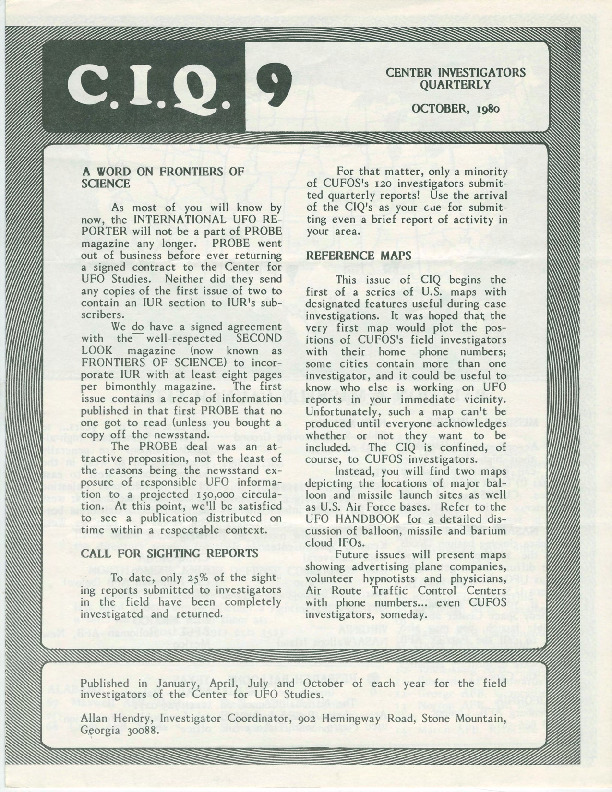 C.I.Q. 9
CENTER INVESTIGATORS
QUARTERLY
OCTOBER, 1980
A WORD ON FRONTIERS OF
SCIENCE
As most of you will know by
now, the INTERNATIONAL UFO RE-
PORTER will not be a part of PROBE
magazine any longer. PROBE went
out of business before ever returning
a signed contract to the Center for
UFO Studies. Neither did they send
any copies of the first issue of two to
contain an IUR section to IUR's sub-
scribers.
We do have a signed agreement
with the well-respected SECOND
LOOK magazine (now known as
FRONTIERS OF SCIENCE) to incor-
porate IUR with at least eight pages
per bimonthly magazine. The first
issue contains a recap of information
published in that first PROBE that no
one got to read (unless you bought a
copy off the newsstand.
The PROBE deal was an at-
tractive proposition, not the least of
the reasons being the newsstand ex-
posure of responsible UFO informa-
tion to a projected 150,000 circula-
tion. At this point, we'll be satisfied
to see a publication distributed on
time within a respectable context.
CALL FOR SIGHTING REPORTS
To date, only 25% of the sight-
ing reports submitted to investigators
in the field have been completely
investigated and returned.
For that matter, only a minority
of CUFOS's 120 investigators submit-
ted quarterly reports! Use the arrival
of the CIQ's as your cue for submit-
ting even a brief report of activity in
your area.
REFERENCE MAPS
This issue of CIQ begins the
first of a series of U.S. maps with
designated features useful during case
investigations. It was hoped that the
very first map would plot the pos-
itions of CUFOS's field investigators
with their home phone numbers;
some cities contain more than one
investigator, and it could be useful to
know who else is working on UFO
reports in your immediate vicinity.
Unfortunately, such a map can't be
produced until everyone acknowledges
whether or not they want to be
included. The CIQ is confined, of
course, to CUFOS investigators.
Instead, you will find two maps
depicting the locations of major bal-
loon and missile launch sites as well
as U.S. Air Force bases. Refer to the
UFO HANDBOOK for a detailed dis-
cussion of balloon, missile and barium
cloud IFOs.
Future issues will present maps
showing advertising plane companies,
volunteer hypnotists and physicians,
Air Route Traffic Control Centers
with phone numbers... even CUFOS
investigators, someday.
Published in January, April, July and October of each year for the field
investigators of the Center for UFO Studies.
Allan Hendry, Investigator Coordinator, 902 Hemingway Road, Stone Mountain,
Georgia 30088.